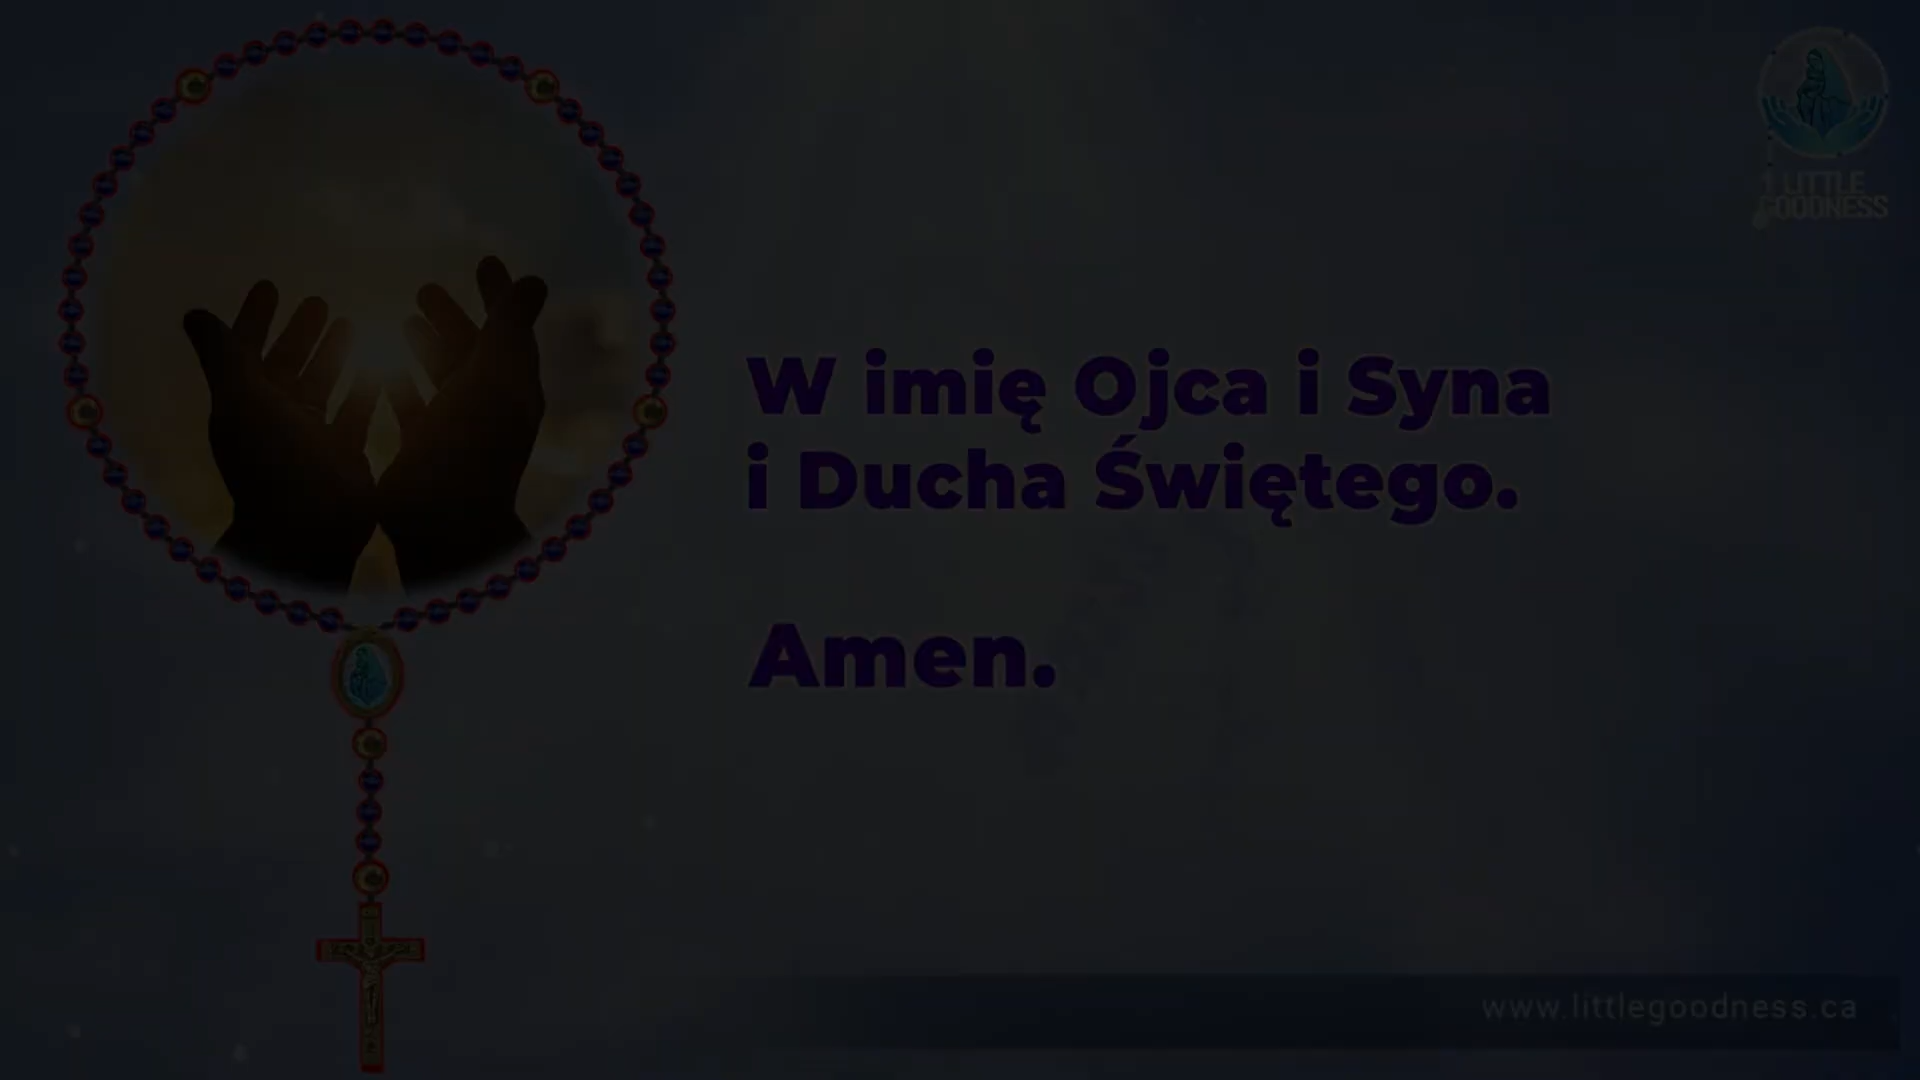 LITTLE
GOODNESS
W imię Ojca i Syna
i Ducha Świętego.
Amen.
www.littlegoodness.ca